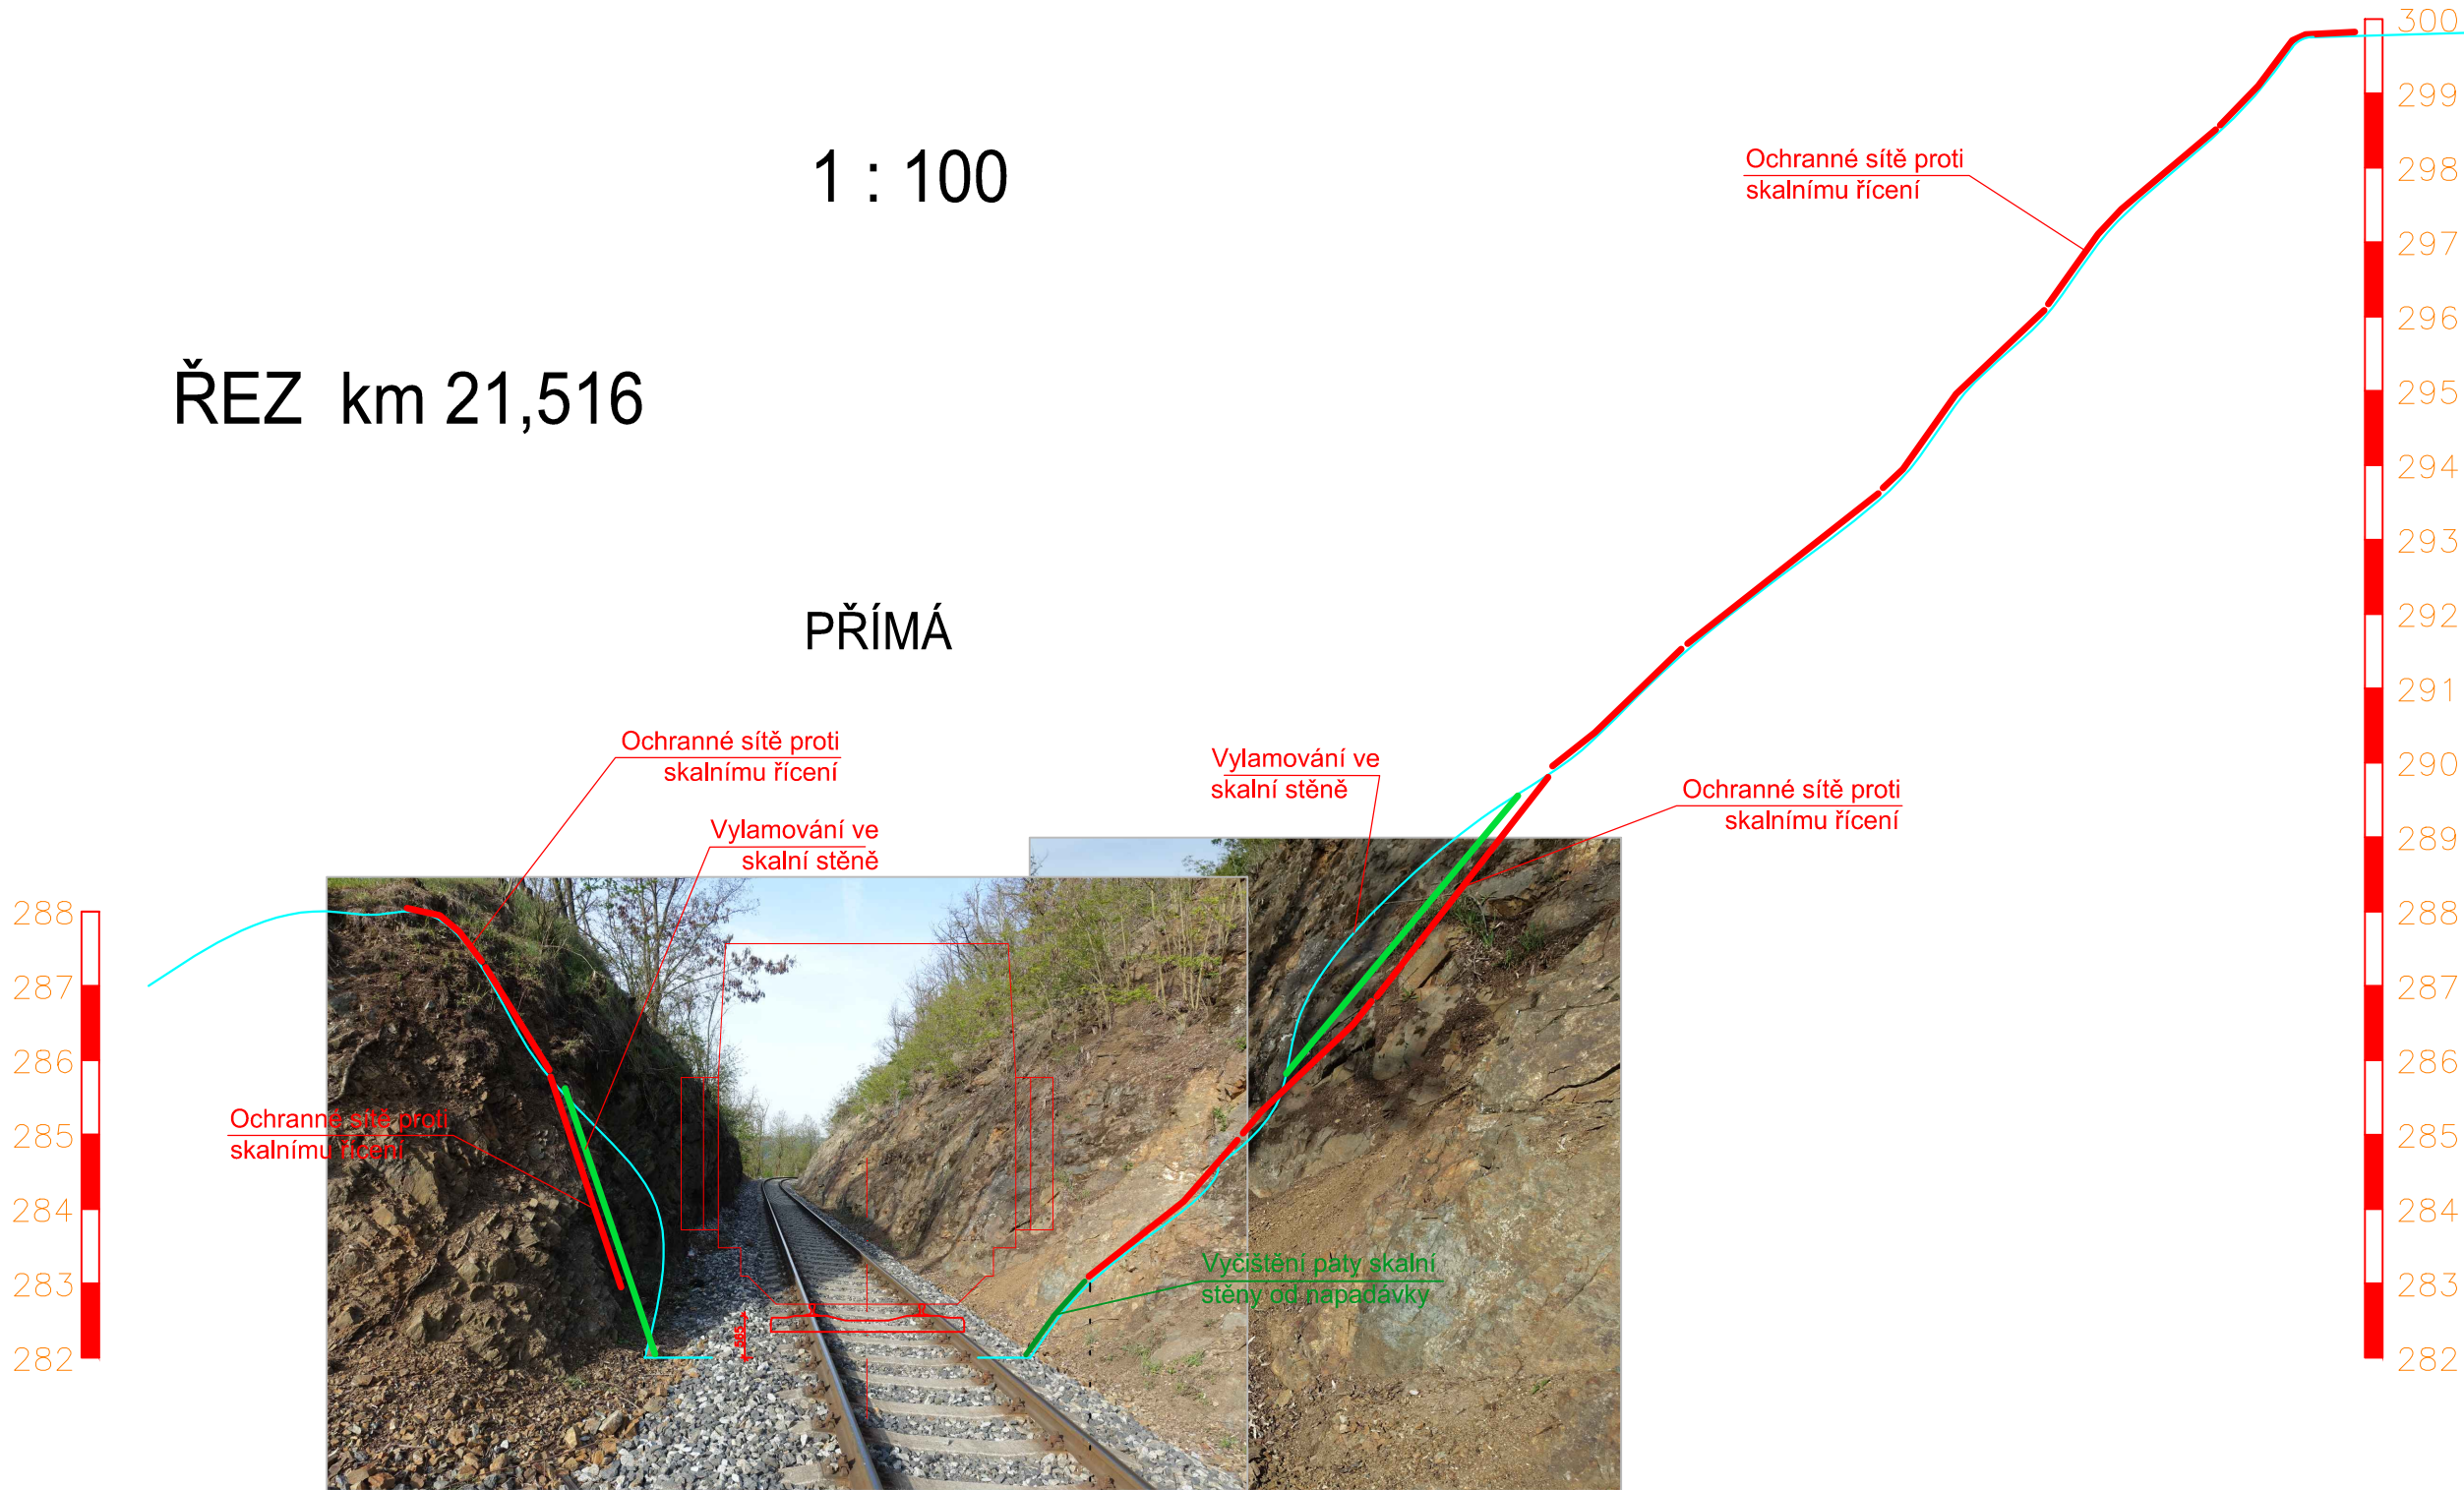 1 : 100
ŘEZ km 21,516
PŘÍMÁ
Ochranné sítě proti
skalnímu řícení
Ochranné sítě proti
skalnímu řícení
Vylamování ve
skalní stěně
Vylamování ve
skalní stěně
Ochranné sítě proti
skalnímu řícení
Ochranné sítě proti
skalnímu řícení
Vyčištění paty skalní
stěny od napadávky
565
288
287
286
285
284
283
282
300
299
298
297
296
295
294
293
292
291
290
289
288
287
286
285
284
283
282